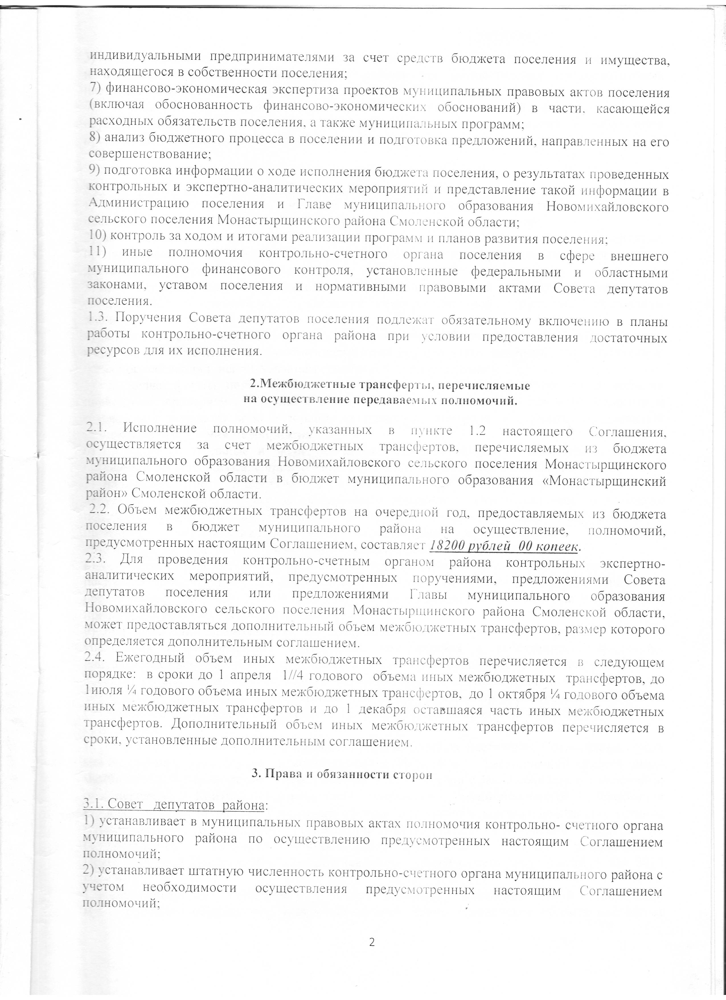 индивидуальными предпринимателями за счет средств бюджета поселения и имущества,
находящегося в собственности поселения;
7) финансово-экономическая экспертиза проектов муниципальных правовых актов поселения
(включая обоснованность финансово-экономических обоснований) в части, касающейся
расходных обязательств поселения, а также муниципальных программ;
8) анализ бюджетного процесса в поселении и подготовка предложений, направленных на его
совершенствование;
9) подготовка информации о ходе исполнения бюджета поселения, о результатах проведенных
контрольных и экспертно-аналитических мероприятий и представление такой информации в
Администрацию поселения и Главе муниципального образования Новомихайловского
сельского поселения Монастырщинского района Смоленской области;
10) контроль за ходом и итогами реализации программ и планов развития поселения;
11) иные полномочия контрольно-счетного органа поселения в сфере внешнего
муниципального финансового контроля, установленные федеральными и областными
законами, уставом поселения и нормативными правовыми актами Совета депутатов
поселения.
1.3. Поручения Совета депутатов поселения подлежат обязательному включению в планы
работы контрольно-счетного органа района при условии предоставления достаточных
ресурсов для их исполнения.
2.Межбюджетные трансферты, перечисляемые
на осуществление передаваемых полномочий.
2.1. Исполнение полномочий, указанных в пункте 1.2 настоящего Соглашения,
осуществляется за счет межбюджетных трансфертов, перечисляемых из бюджета
муниципального образования Новомихайловского сельского поселения Монастырщинского
района Смоленской области в бюджет муниципального образования «Монастырщинский
район» Смоленской области.
2.2. Объем межбюджетных трансфертов на очередной год, предоставляемых из бюджета
поселения в бюджет муниципального района на осуществление, полномочий,
предусмотренных настоящим Соглашением, составляет 18200 рублей 00 копеек.
2.3. Для проведения контрольно-счетным органом района контрольных экспертно-
аналитических мероприятий, предусмотренных поручениями, предложениями Совета
депутатов поселения или предложениями Главы муниципального образования
Новомихайловского сельского поселения Монастырщинского района Смоленской области,
может предоставляться дополнительный объем межбюджетных трансфертов, размер которого
определяется дополнительным соглашением.
2.4. Ежегодный объем иных межбюджетных трансфертов перечисляется в следующем
порядке: в сроки до 1 апреля 1//4 годового объема иных межбюджетных трансфертов, до
1июля ¼ годового объема иных межбюджетных трансфертов, до 1 октября ¼ годового объема
иных межбюджетных трансфертов и до 1 декабря оставшаяся часть иных межбюджетных
трансфертов. Дополнительный объем иных межбюджетных трансфертов перечисляется в
сроки, установленные дополнительным соглашением.
3. Права и обязанности сторон
3.1. Совет депутатов района:
1) устанавливает в муниципальных правовых актах полномочия контрольно- счетного органа
муниципального района по осуществлению предусмотренных настоящим Соглашением
полномочий;
2) устанавливает штатную численность контрольно-счетного органа муниципального района с
учетом необходимости осуществления предусмотренных настоящим Соглашением
полномочий;
2